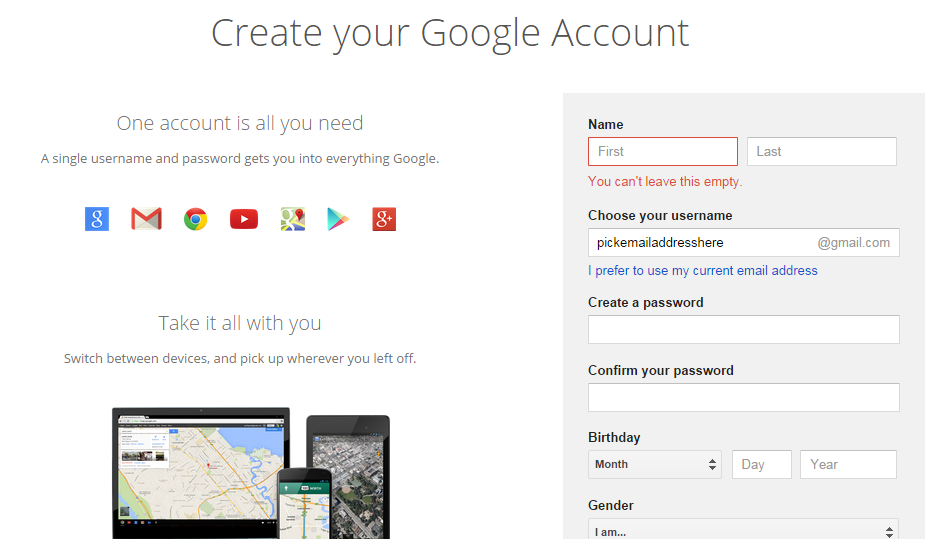 Create your Google Account
One account is all you need
A single username and password gets you into everything Google.
Take it all with you
Switch between devices, and pick up wherever you left off.
Name
First Last
You can't leave this empty.
Choose your username
pickemailaddresshere @gmail.com
I prefer to use my current email address
Create a password
Confirm your password
Birthday
Month Day Year
Gender
I am...